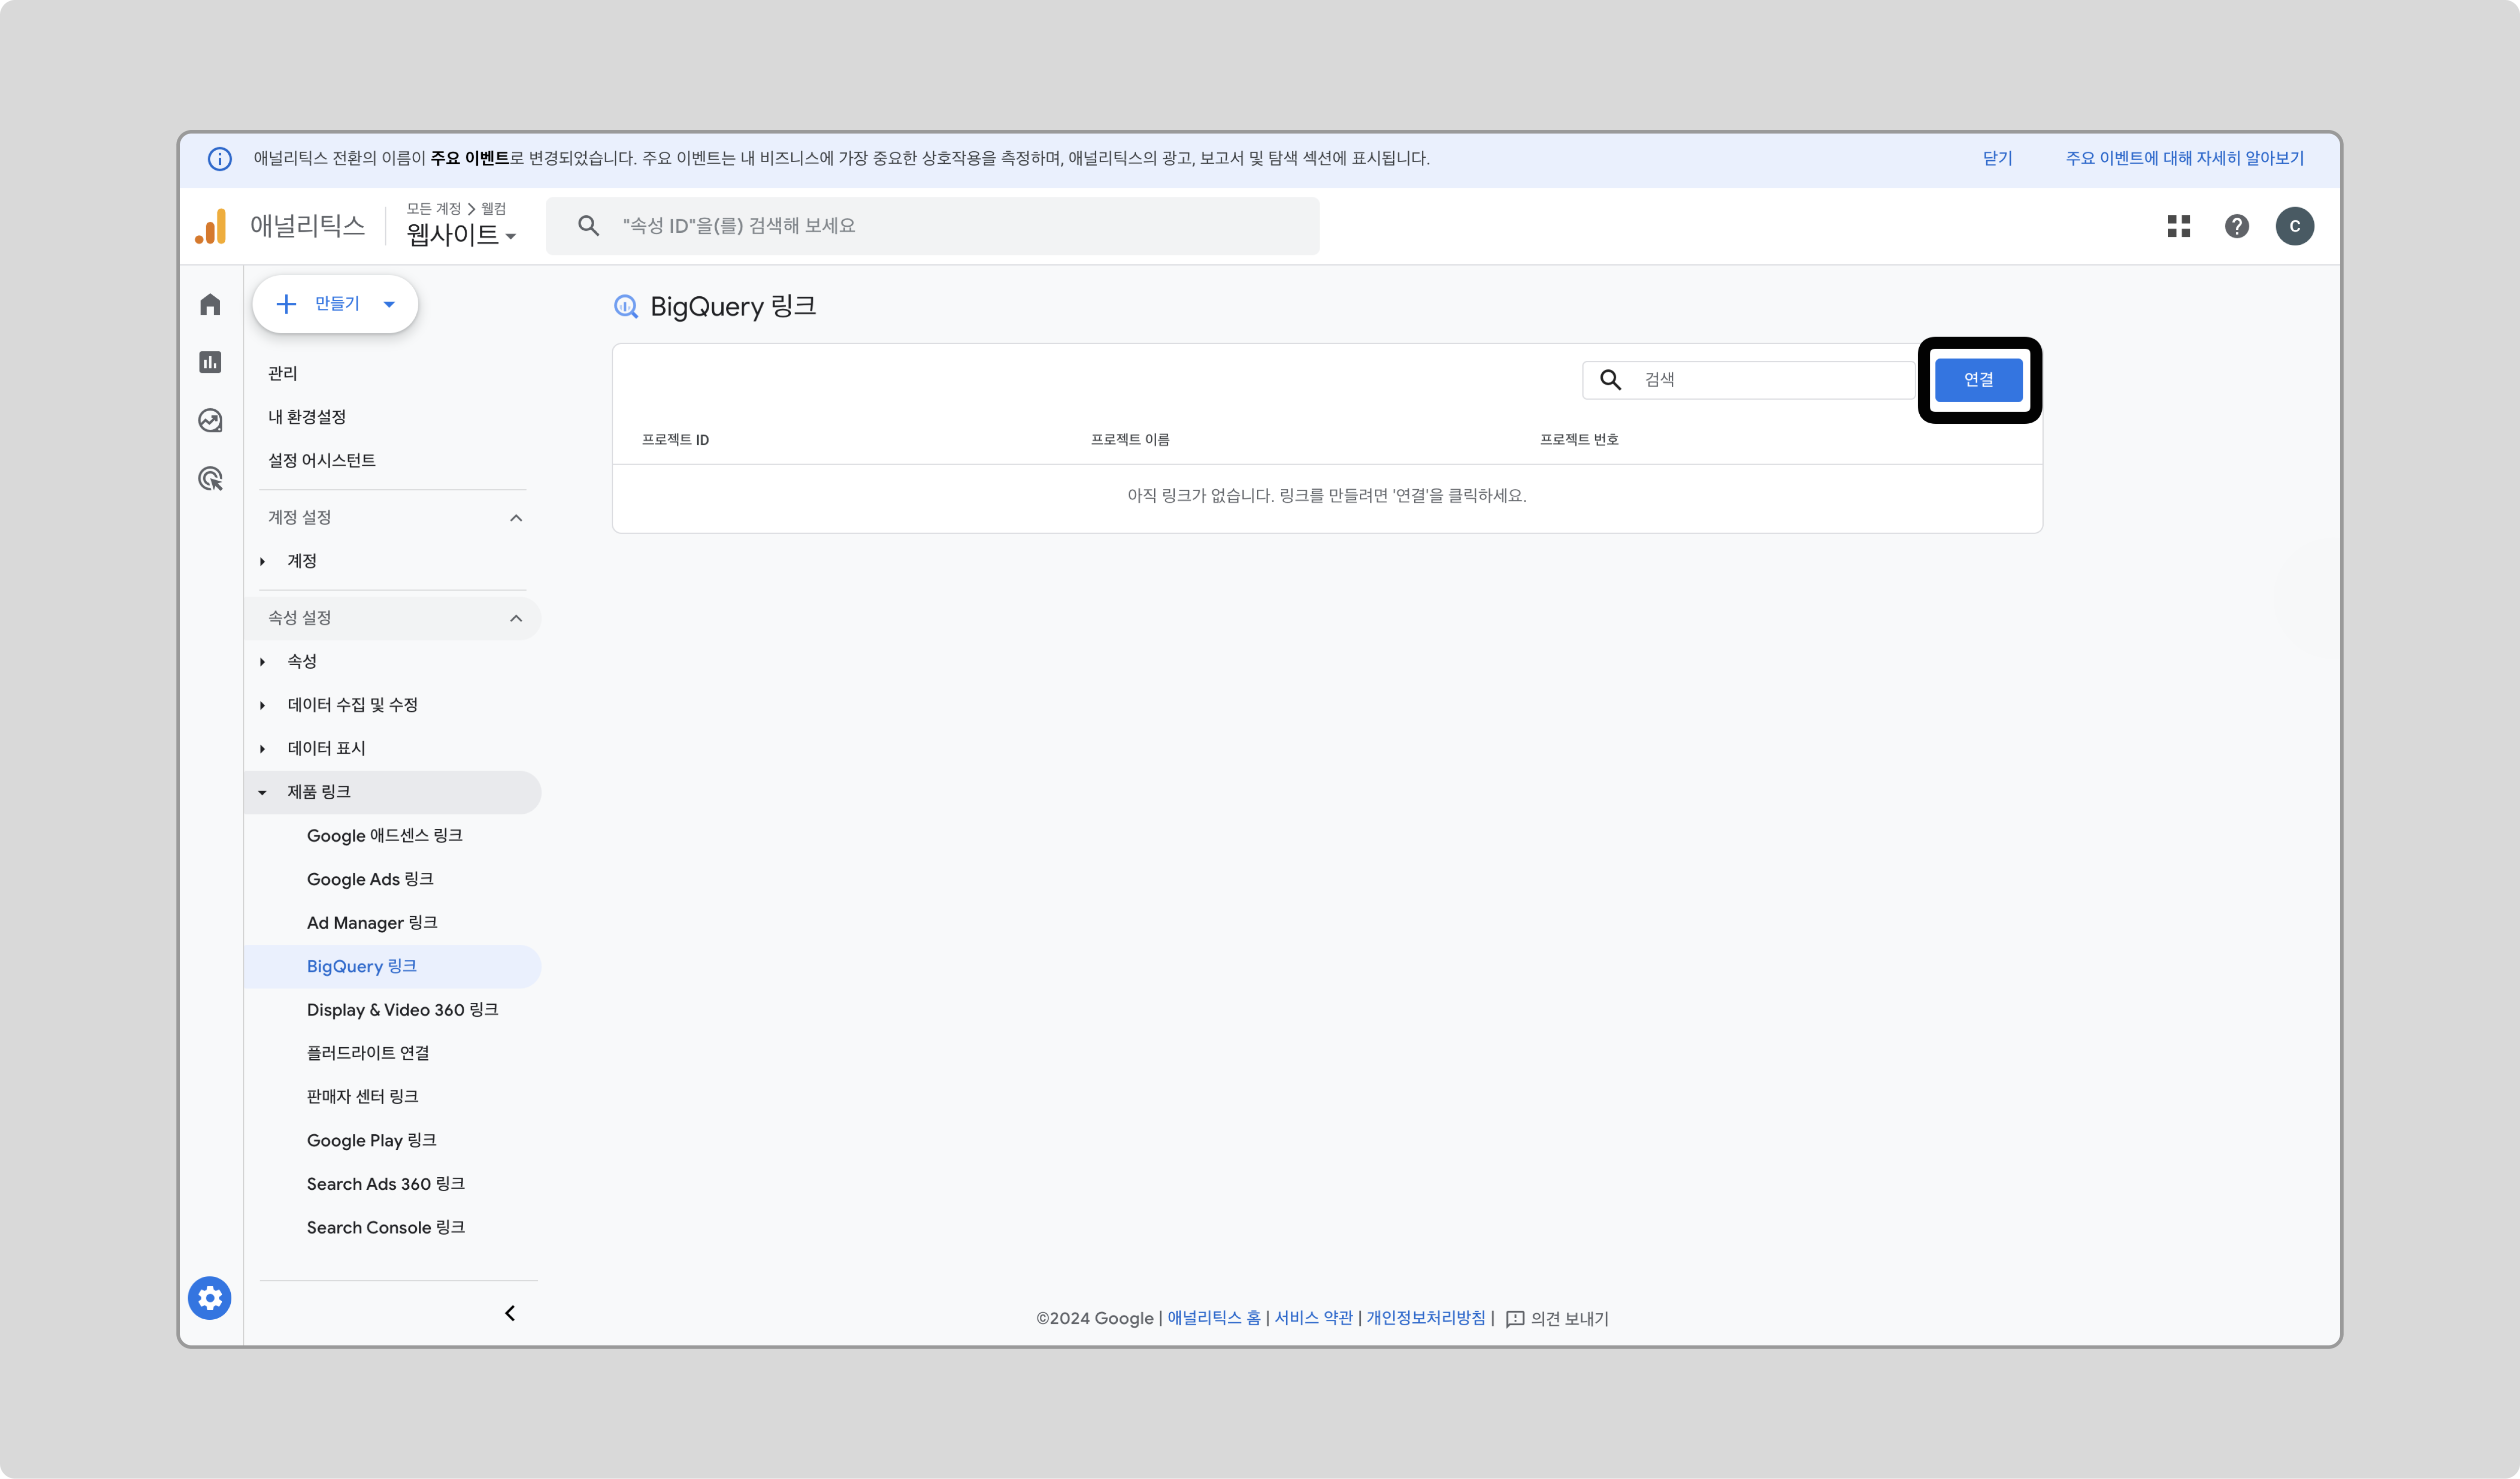 애널리틱스 전환의 이름이 주요 이벤트로 변경되었습니다. 주요 이벤트는 내 비즈니스에 가장 중요한 상호작용을 측정하며, 애널리틱스의 광고, 보고서 및 탐색 섹션에 표시됩니다. 닫기 주요 이벤트에 대해 자세히 알아보기
애널리틱스
모든 계정 > 웰컴
웹사이트
"속성 ID"을(를) 검색해 보세요
C
만들기
관리
내 환경설정
설정 어시스턴트
계정 설정
계정
속성 설정
속성
데이터 수집 및 수정
데이터 표시
제품 링크
Google 애드센스 링크
Google Ads 링크
Ad Manager 링크
BigQuery 링크
Display & Video 360 링크
플러드라이트 연결
판매자 센터 링크
Google Play 링크
Search Ads 360 링크
Search Console 링크
BigQuery 링크
검색 연결
프로젝트 ID 프로젝트 이름 프로젝트 번호
아직 링크가 없습니다. 링크를 만들려면 '연결'을 클릭하세요.
©2024 Google | 애널리틱스 홈 | 서비스 약관 | 개인정보처리방침 | 의견 보내기